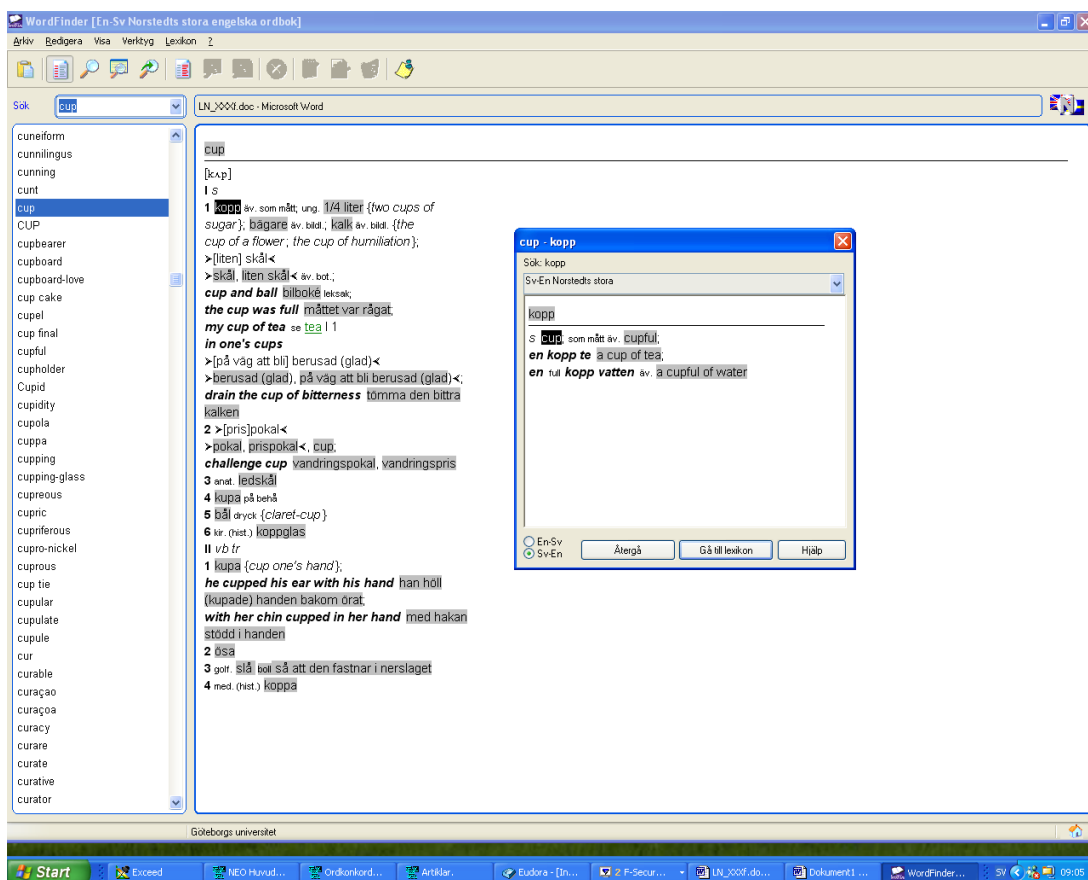 WordFinder [En-Sv Norstedts stora engelska ordbok]
Arkiv Redigera Visa Verktyg Lexikon ?
Sök cup LN_XXXf.doc - Microsoft Word
cuneiform
cunnilingus
cunning
cunt
cup
CUP
cupbearer
cupboard
cupboard-love
cup cake
cupel
cup final
cupful
cupholder
Cupid
cupidity
cupola
cuppa
cupping
cupping-glass
cupreous
cupric
cupriferous
cupro-nickel
cuprous
cup tie
cupular
cupulate
cupule
cur
curable
curaçao
curaçoa
curacy
curare
curate
curative
curator
cup
[kʌp]
I s
1 kopp äv. som mått; ung. 1/4 liter {two cups of
sugar}; bägare äv. bildl.; kalk äv. bildl. {the
cup of a flower; the cup of humiliation};
≻[liten] skål≺
≻skål, liten skål≺ äv. bot.;
cup and ball bilboké leksak;
the cup was full måttet var rågat;
my cup of tea se tea I 1
in one's cups
≻[på väg att bli] berusad (glad)≺
≻berusad (glad), på väg att bli berusad (glad)≺;
drain the cup of bitterness tömma den bittra
kalken
2 ≻[pris]pokal≺
≻pokal, prispokal≺, cup;
challenge cup vandringspokal, vandringspris
3 anat. ledskål
4 kupa på behå
5 bål dryck {claret-cup}
6 kir. (hist.) koppglas
II vb tr
1 kupa {cup one's hand};
he cupped his ear with his hand han höll
(kupade) handen bakom örat;
with her chin cupped in her hand med hakan
stödd i handen
2 ösa
3 golf. slå boll så att den fastnar i nerslaget
4 med. (hist.) koppa
cup - kopp
Sök: kopp
Sv-En Norstedts stora
kopp
s cup; som mått äv. cupful;
en kopp te a cup of tea;
en full kopp vatten äv. a cupful of water
En-Sv
Sv-En
Återgå Gå till lexikon Hjälp
Göteborgs universitet
Start Exceed NEO Huvud... Ordkonkord... Artiklar. Eudora - [In... 2 F-Secur... LN_XXXf.do... Dokument1 ... WordFinder... SV 09:05